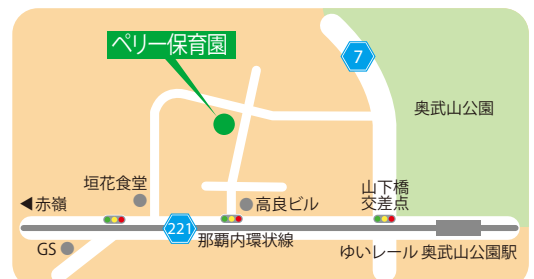 ペリー保育園
7
奥武山公園
垣花食堂
山下橋
交差点
◀赤嶺
高良ビル
221
那覇内環状線
GS
ゆいレール 奥武山公園駅